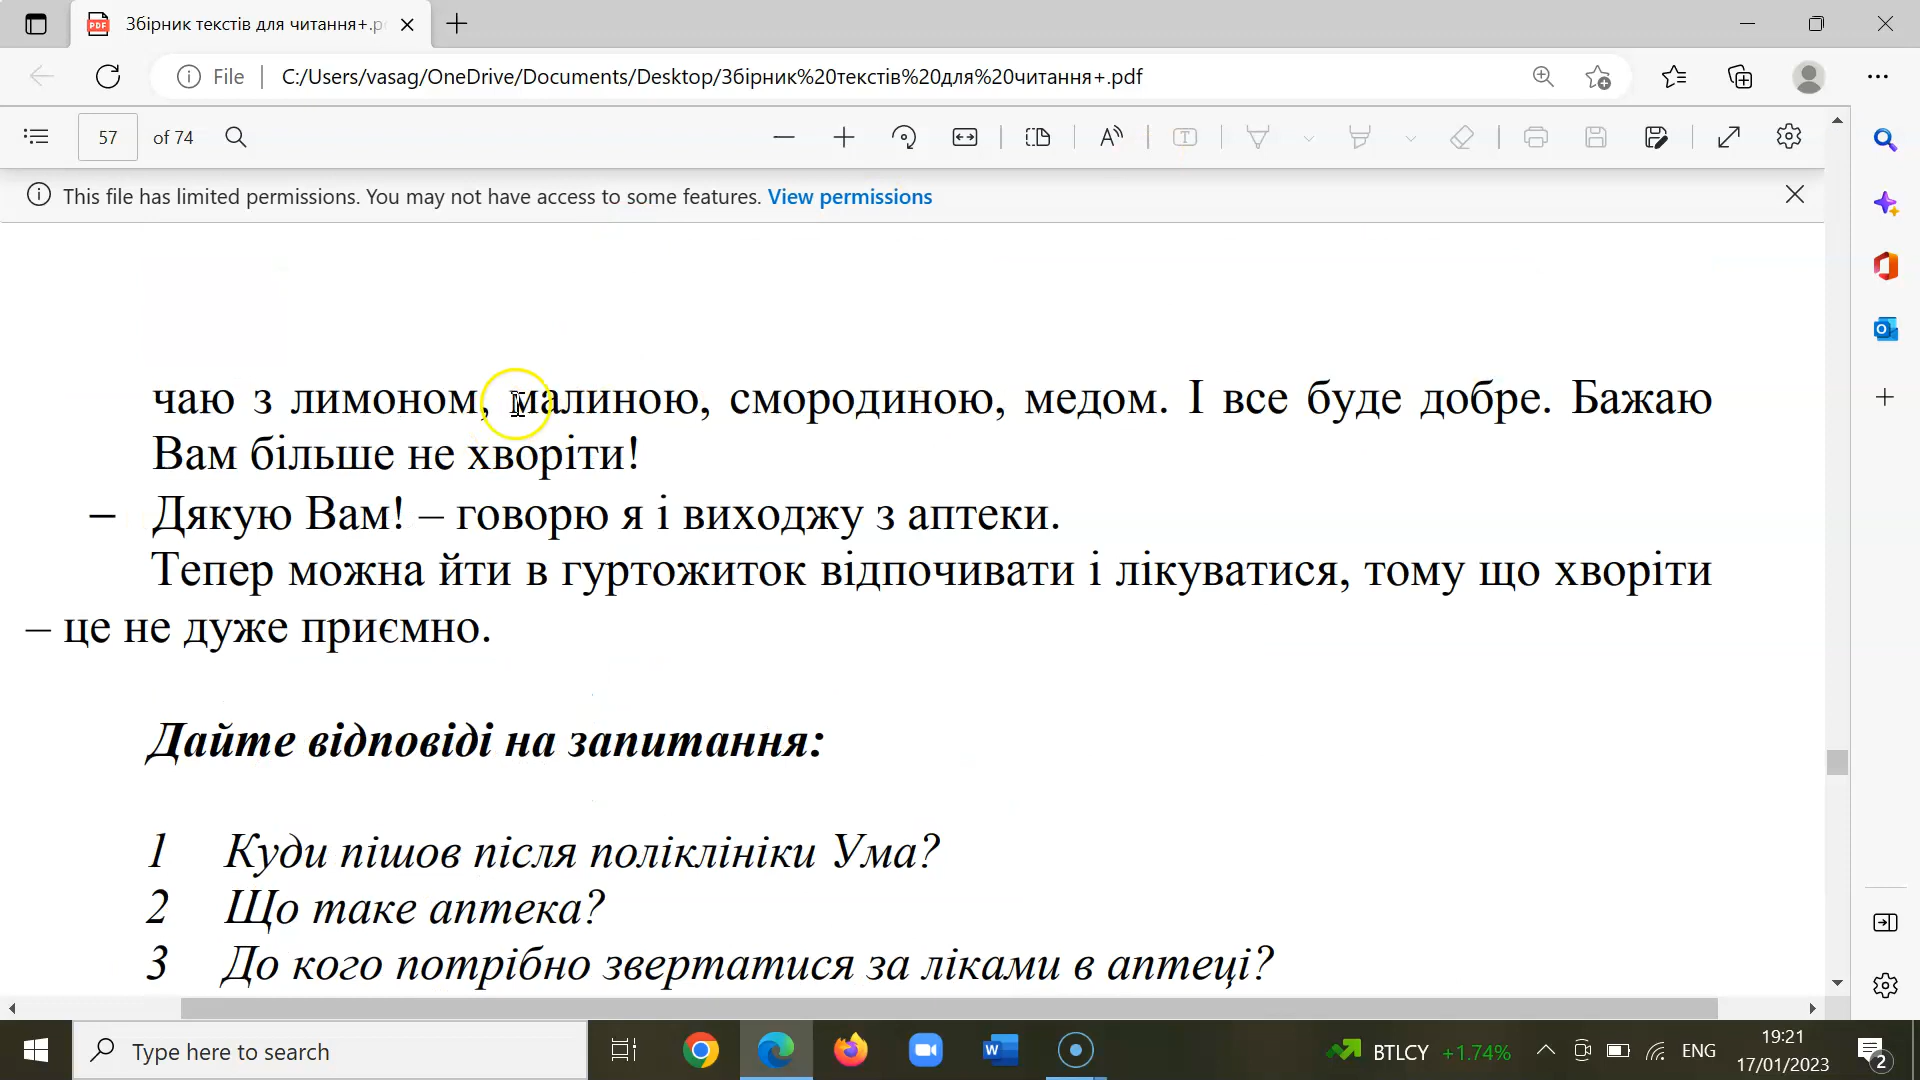 Збірник текстів для читання+.p
File
C:/Users/vasag/OneDrive/Documents/Desktop/Збірник%20текстів%20для%20читання+.pdf
57 of 74
This file has limited permissions. You may not have access to some features. View permissions
чаю з лимоном, малиною, смородиною, медом. І все буде добре. Бажаю
Вам більше не хворіти!
– Дякую Вам! – говорю я і виходжу з аптеки.
Тепер можна йти в гуртожиток відпочивати і лікуватися, тому що хворіти
– це не дуже приємно.
Дайте відповіді на запитання:
1 Куди пішов після поліклініки Ума?
2 Що таке аптека?
3 До кого потрібно звертатися за ліками в аптеці?
Type here to search
BTLCY +1.74%
ENG
19:21
17/01/2023
2